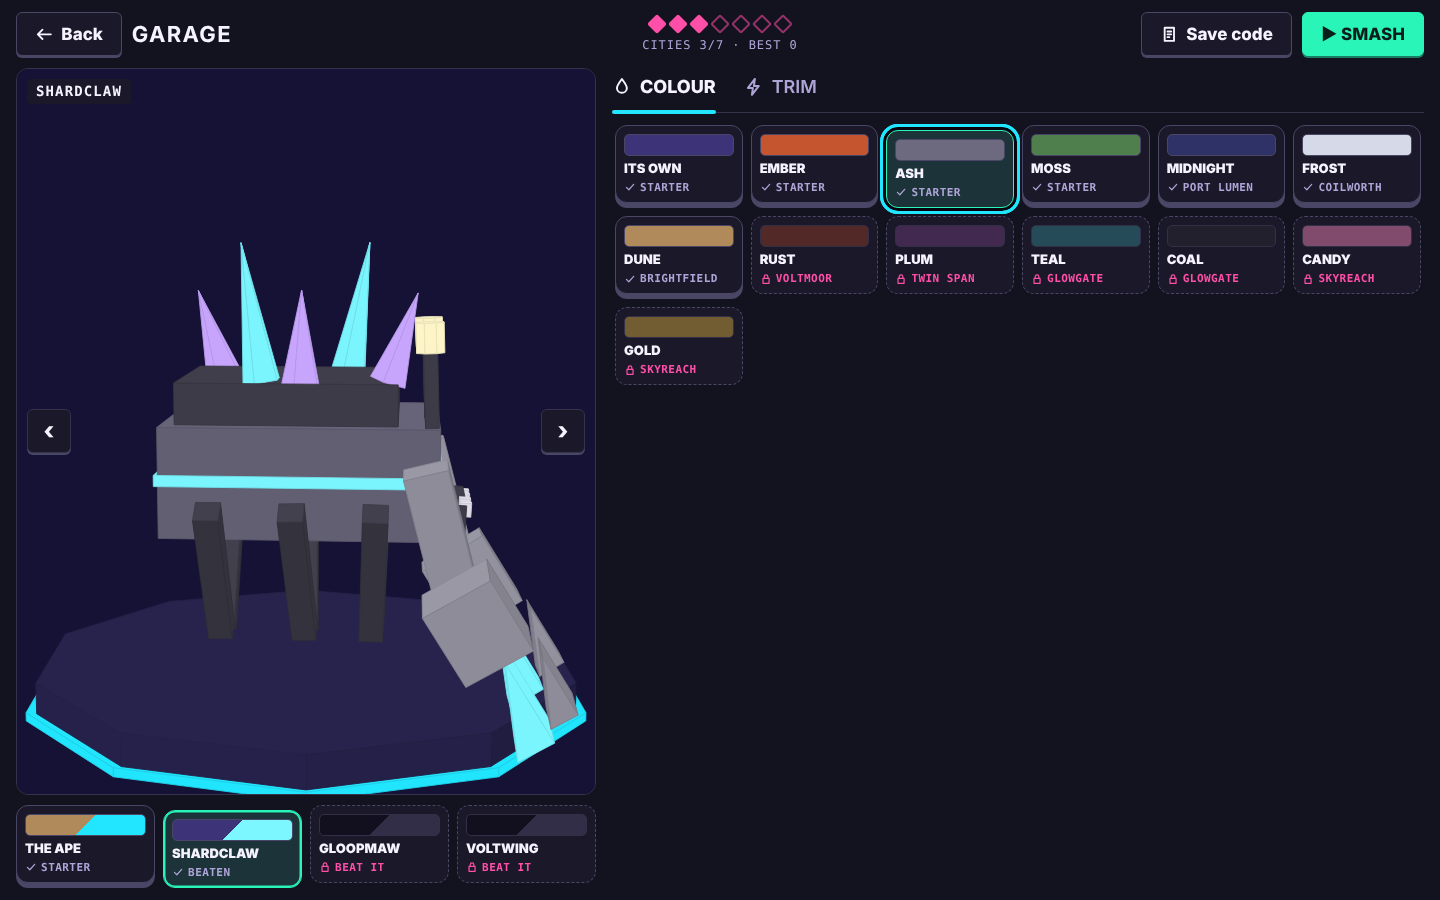 Back
GARAGE
CITIES 3/7 · BEST 0
Save code
SMASH
SHARDCLAW
COLOUR
TRIM
ITS OWN
STARTER
EMBER
STARTER
ASH
STARTER
MOSS
STARTER
MIDNIGHT
PORT LUMEN
FROST
COILWORTH
DUNE
BRIGHTFIELD
RUST
VOLTMOOR
PLUM
TWIN SPAN
TEAL
GLOWGATE
COAL
GLOWGATE
CANDY
SKYREACH
GOLD
SKYREACH
THE APE
STARTER
SHARDCLAW
BEATEN
GLOOPMAW
BEAT IT
VOLTWING
BEAT IT